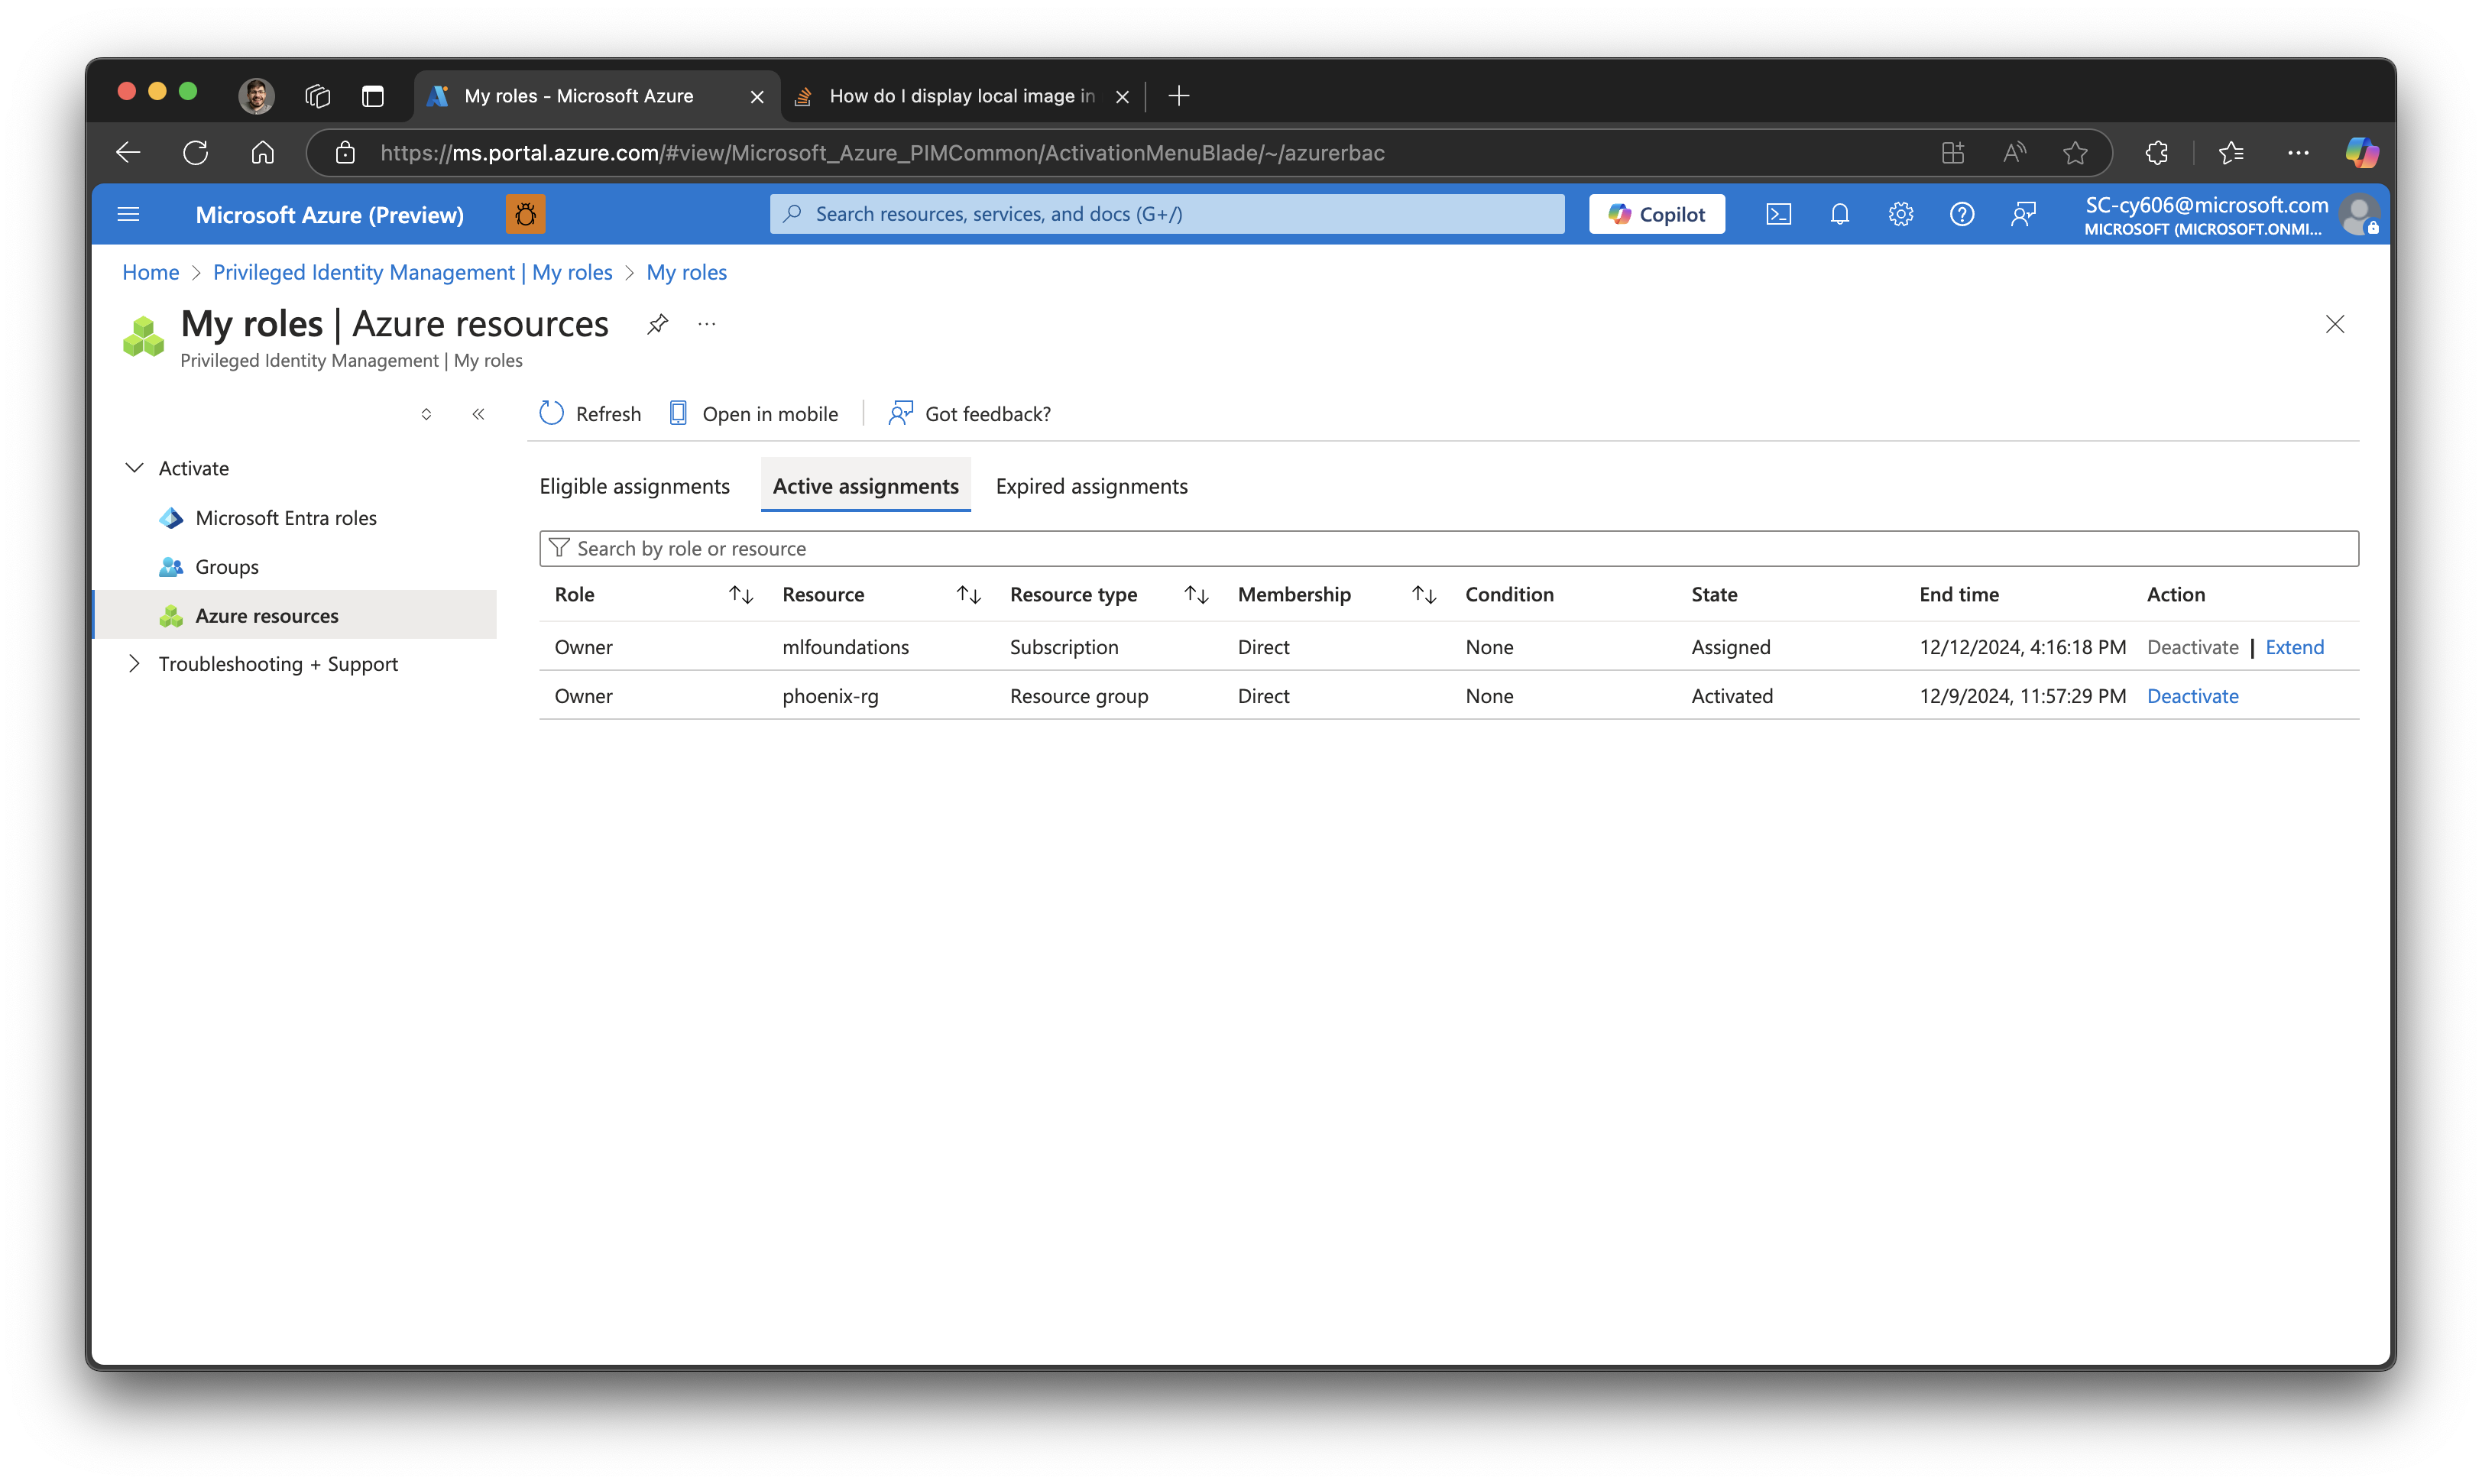 My roles - Microsoft Azure
How do I display local image in
https://ms.portal.azure.com/#view/Microsoft_Azure_PIMCommon/ActivationMenuBlade/~/azurerbac
Microsoft Azure (Preview)
Search resources, services, and docs (G+/)
Copilot
SC-cy606@microsoft.com
MICROSOFT (MICROSOFT.ONMI...
Home > Privileged Identity Management | My roles > My roles
My roles | Azure resources
Privileged Identity Management | My roles
Refresh Open in mobile Got feedback?
Activate
Microsoft Entra roles
Groups
Azure resources
Troubleshooting + Support
Eligible assignments Active assignments Expired assignments
Search by role or resource
Role Resource Resource type Membership Condition State End time Action
Owner mlfoundations Subscription Direct None Assigned 12/12/2024, 4:16:18 PM Deactivate | Extend
Owner phoenix-rg Resource group Direct None Activated 12/9/2024, 11:57:29 PM Deactivate